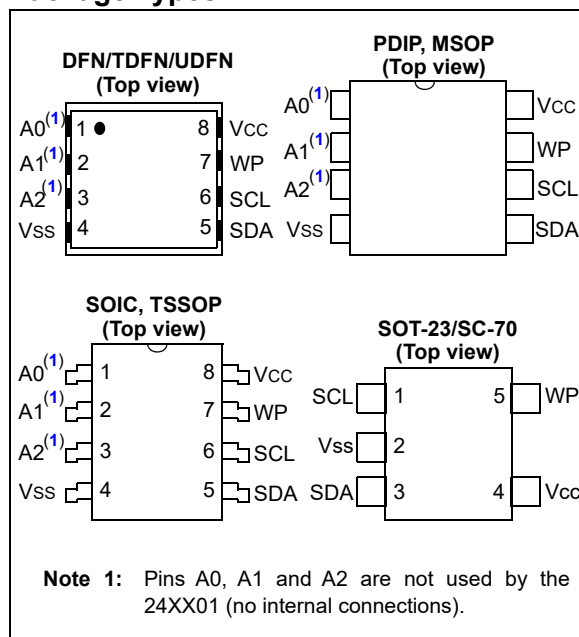 DFN/TDFN/UDFN
(Top view)
A0(1) 1 8 VCC
A1(1) 2 7 WP
A2(1) 3 6 SCL
VSS 4 5 SDA
PDIP, MSOP
(Top view)
A0(1) VCC
A1(1) WP
A2(1) SCL
VSS SDA
SOIC, TSSOP
(Top view)
A0(1) 1 8 VCC
A1(1) 2 7 WP
A2(1) 3 6 SCL
VSS 4 5 SDA
SOT-23/SC-70
(Top view)
SCL 1 5 WP
Vss 2
SDA 3 4 Vcc
Note 1: Pins A0, A1 and A2 are not used by the
24XX01 (no internal connections).